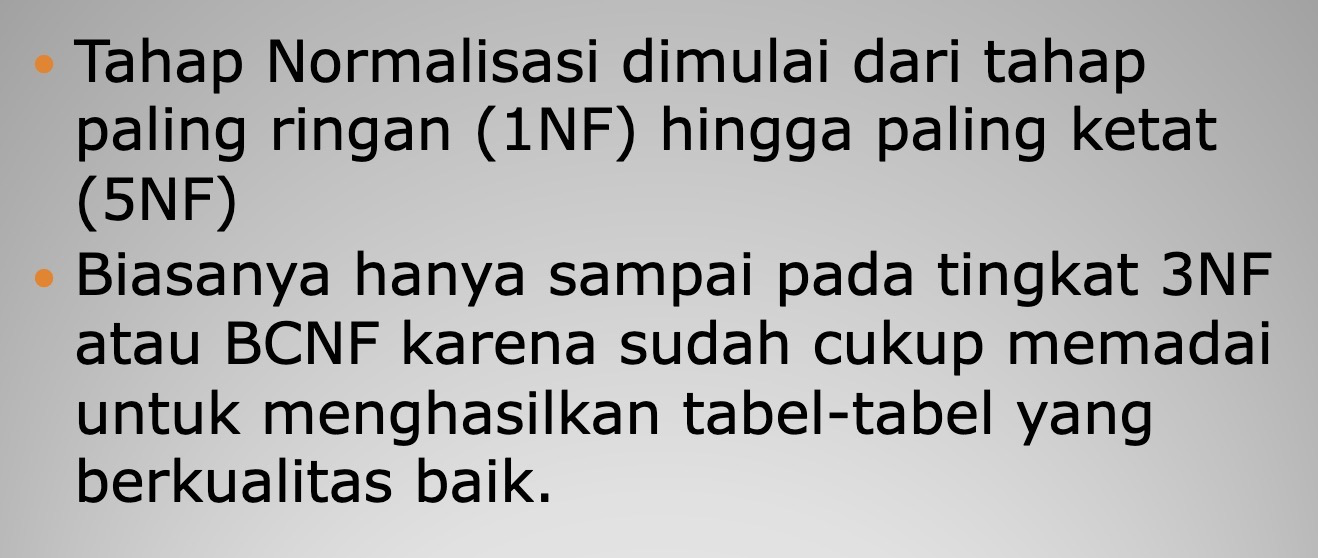 • Tahap Normalisasi dimulai dari tahap
paling ringan (1NF) hingga paling ketat
(5NF)
• Biasanya hanya sampai pada tingkat 3NF
atau BCNF karena sudah cukup memadai
untuk menghasilkan tabel-tabel yang
berkualitas baik.